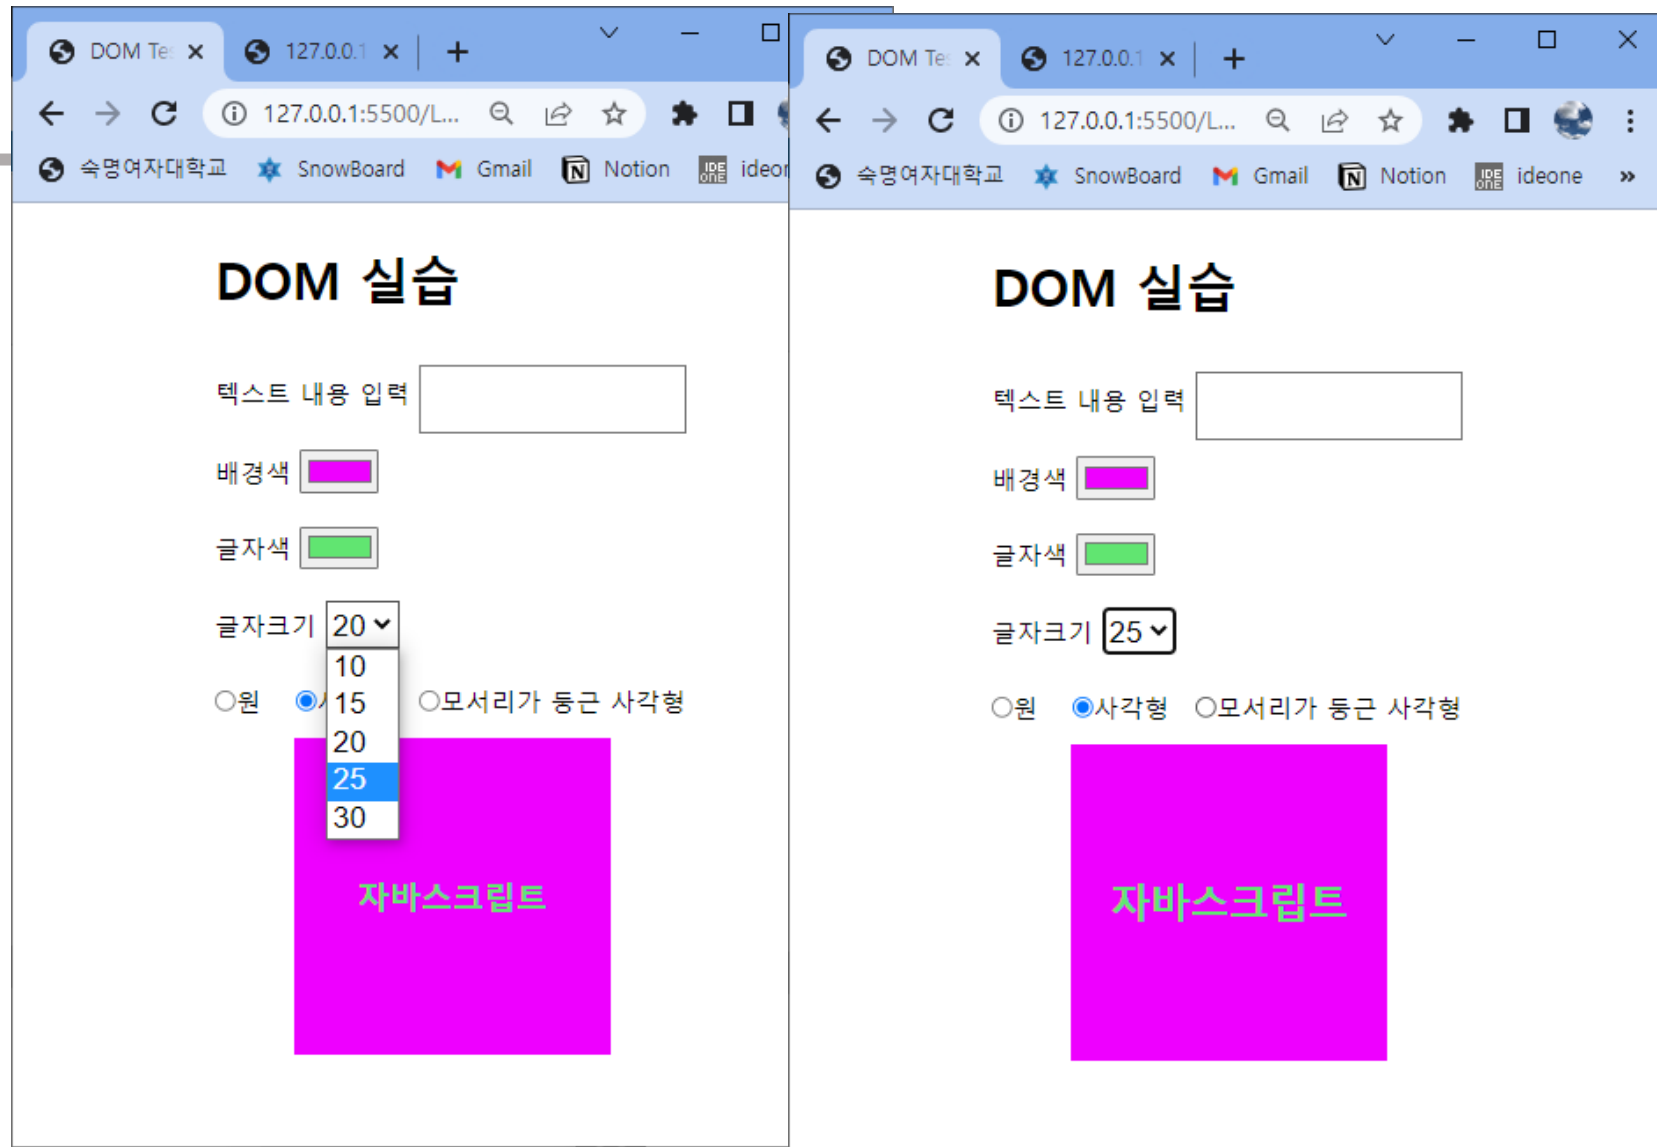 DOM Te
127.0.0.1
127.0.0.1:5500/L...
숙명여자대학교 SnowBoard Gmail Notion IDE ONE ideor
DOM 실습
텍스트 내용 입력
배경색
글자색
글자크기 20
10
15
20
25
30
원 모서리가 둥근 사각형
자바스크립트
DOM Te
127.0.0.1
127.0.0.1:5500/L...
숙명여자대학교 SnowBoard Gmail Notion IDE ONE ideone »
DOM 실습
텍스트 내용 입력
배경색
글자색
글자크기 25
원 사각형 모서리가 둥근 사각형
자바스크립트